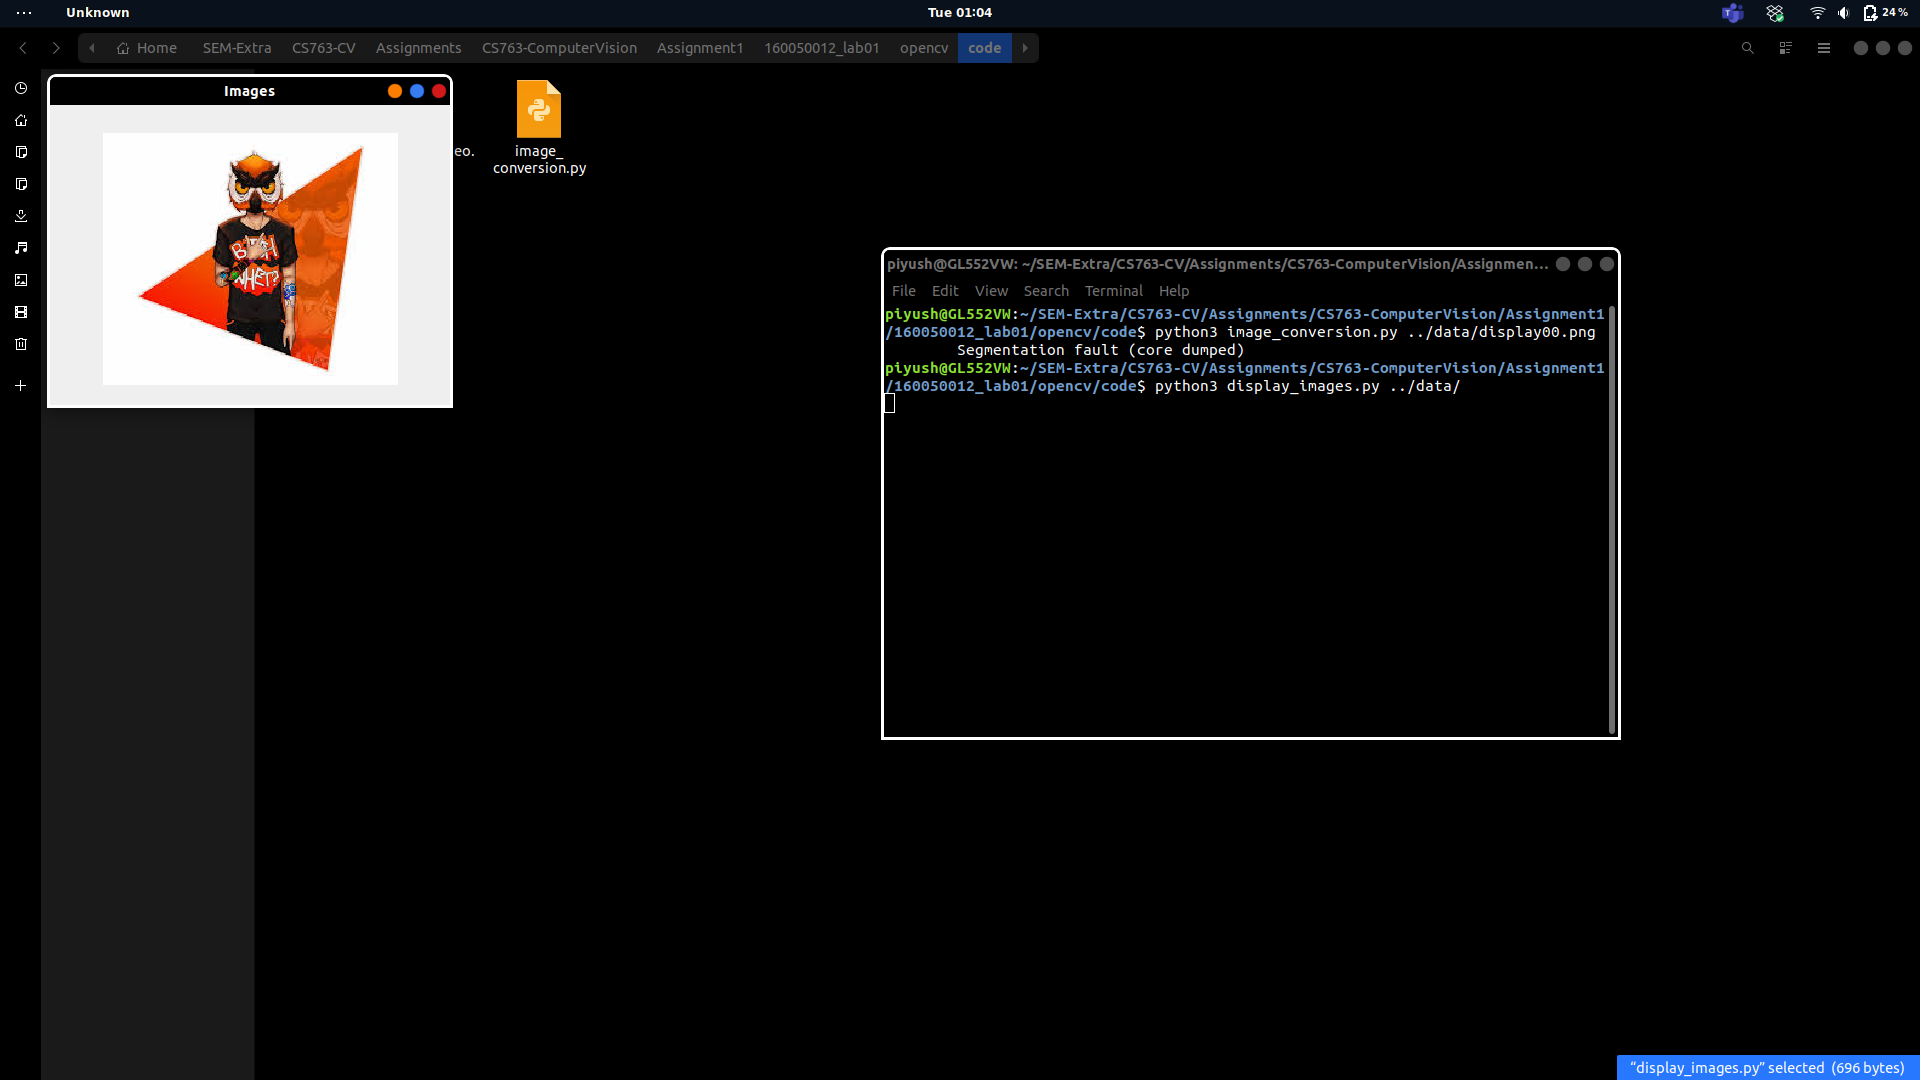 Unknown
Tue 01:04
24 %
Home SEM-Extra CS763-CV Assignments CS763-ComputerVision Assignment1 160050012_lab01 opencv code
Images
eo.
image_
conversion.py
piyush@GL552VW: ~/SEM-Extra/CS763-CV/Assignments/CS763-ComputerVision/Assignmen...
File Edit View Search Terminal Help
piyush@GL552VW:~/SEM-Extra/CS763-CV/Assignments/CS763-ComputerVision/Assignment1
/160050012_lab01/opencv/code$ python3 image_conversion.py ../data/display00.png
Segmentation fault (core dumped)
piyush@GL552VW:~/SEM-Extra/CS763-CV/Assignments/CS763-ComputerVision/Assignment1
/160050012_lab01/opencv/code$ python3 display_images.py ../data/
“display_images.py” selected (696 bytes)